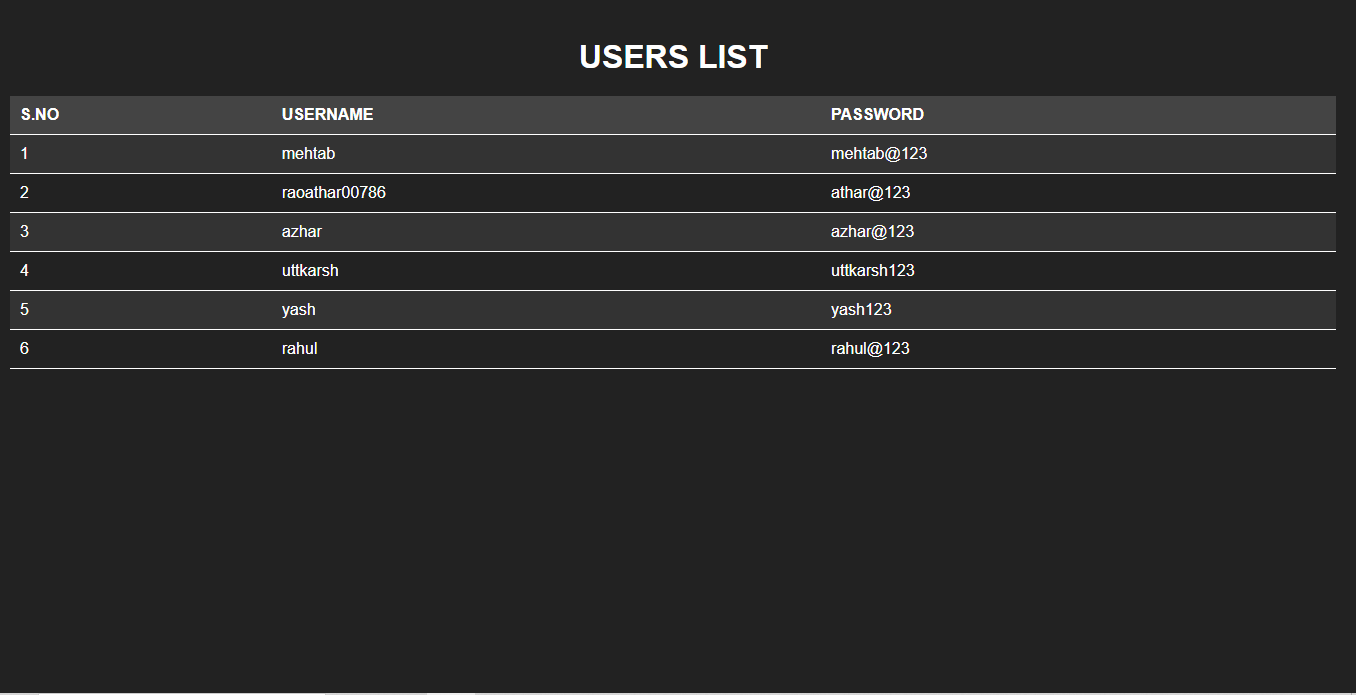 USERS LIST
S.NO USERNAME PASSWORD
1 mehtab mehtab@123
2 raoathar00786 athar@123
3 azhar azhar@123
4 uttkarsh uttkarsh123
5 yash yash123
6 rahul rahul@123